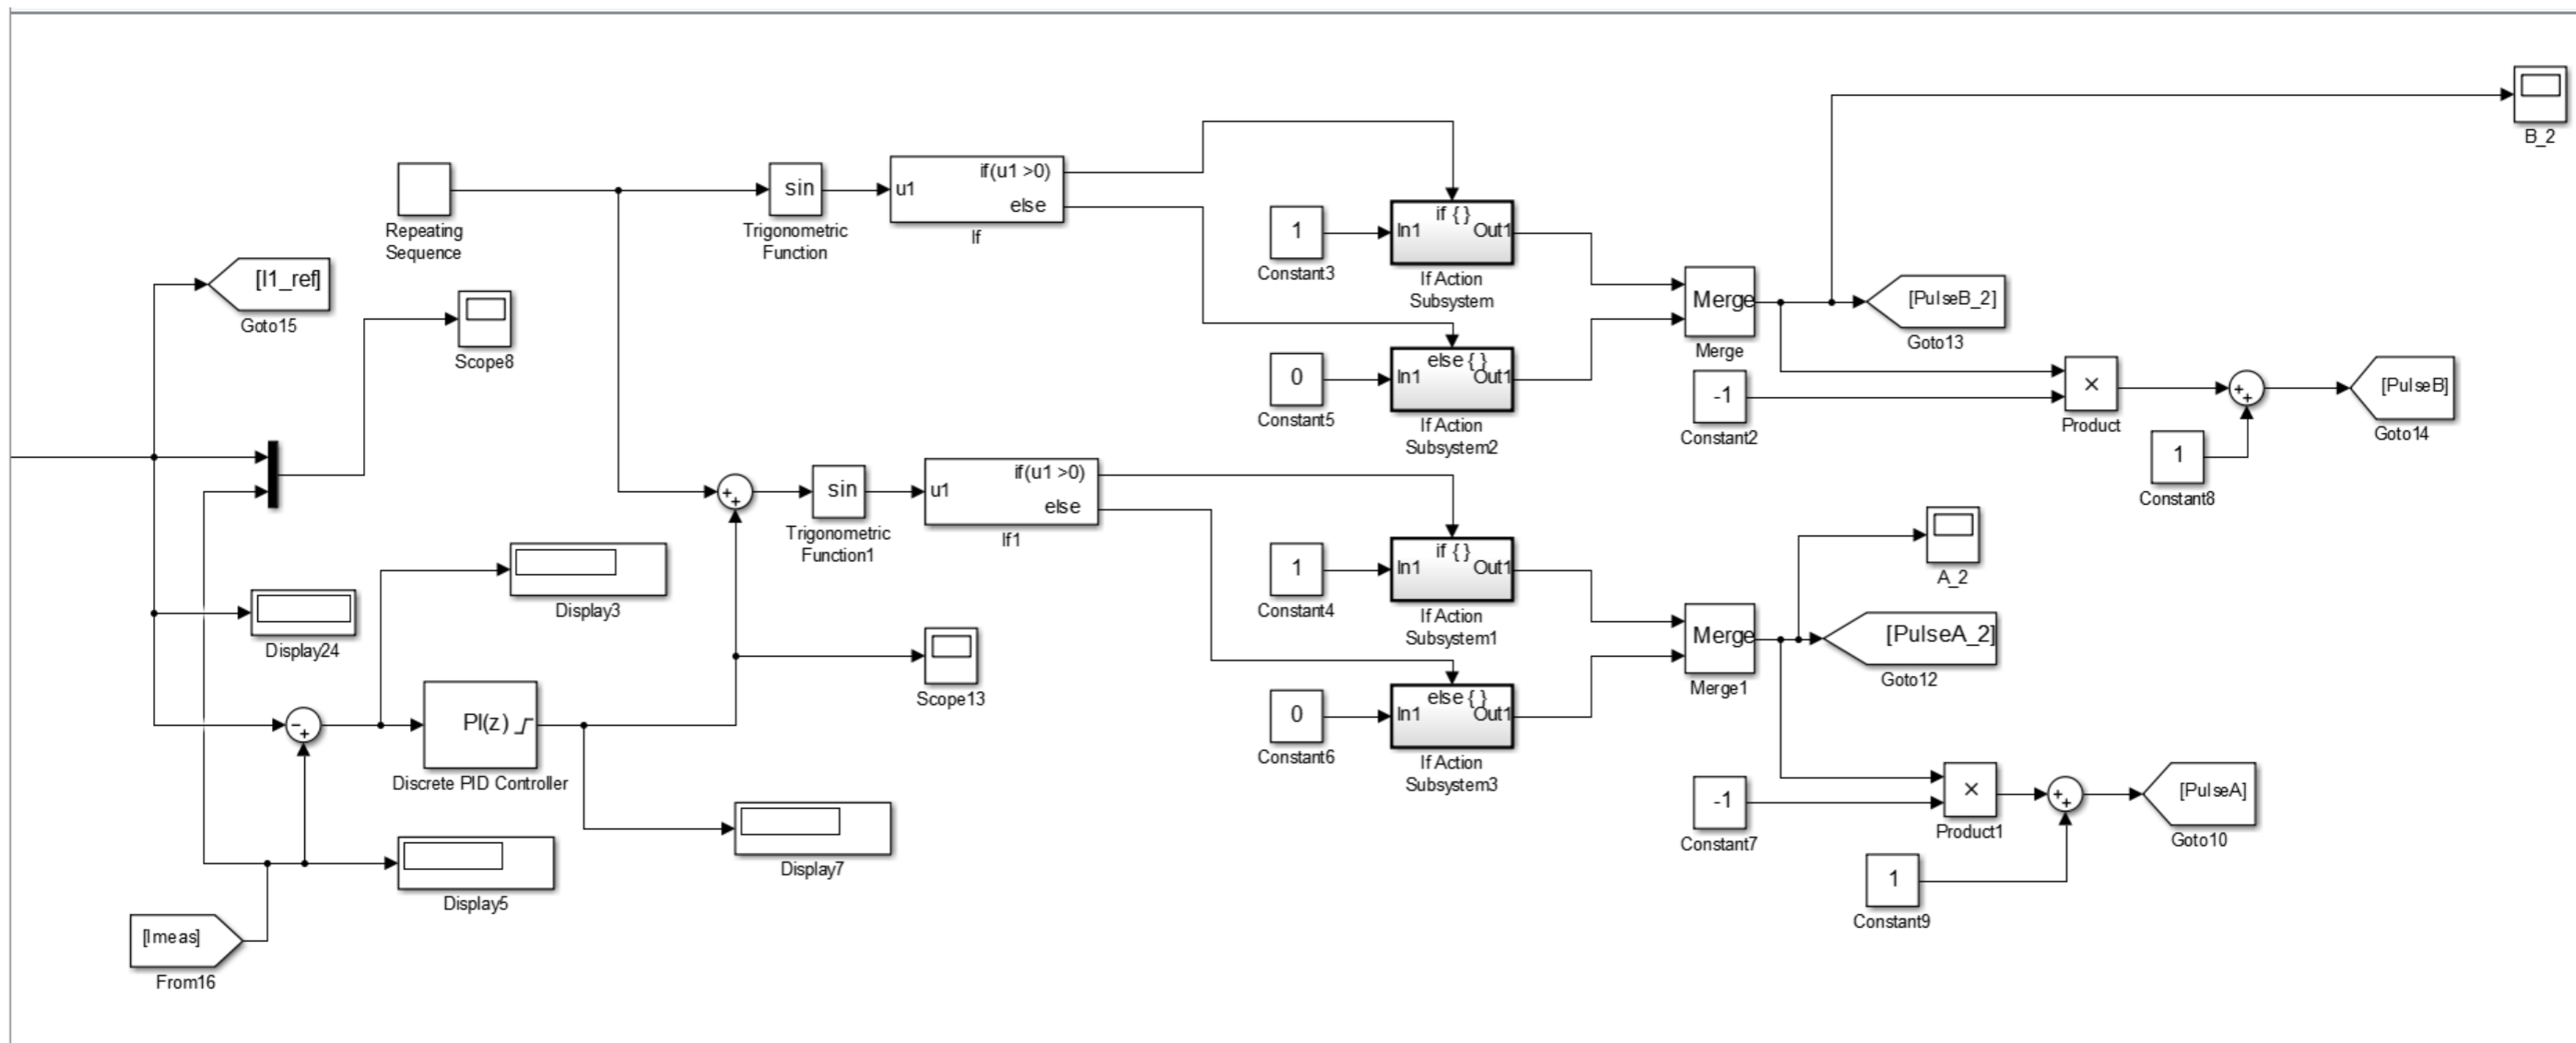 B_2
Repeating
Sequence
sin
Trigonometric
Function
u1
if(u1 >0)
else
If
1
Constant3
if { }
In1
Out1
If Action
Subsystem
0
Constant5
else { }
In1
Out1
If Action
Subsystem2
Merge
Merge
[PulseB_2]
Goto13
-1
Constant2
×
Product
+
+
1
Constant8
[PulseB]
Goto14
[I1_ref]
Goto15
Scope8
+
+
sin
Trigonometric
Function1
u1
if(u1 >0)
else
If1
1
Constant4
if { }
In1
Out1
If Action
Subsystem1
0
Constant6
else { }
In1
Out1
If Action
Subsystem3
Merge
Merge1
A_2
[PulseA_2]
Goto12
-1
Constant7
×
Product1
+
+
1
Constant9
[PulseA]
Goto10
Display3
Display24
Scope13
-
+
PI(z)
Discrete PID Controller
Display7
Display5
[Imeas]
From16